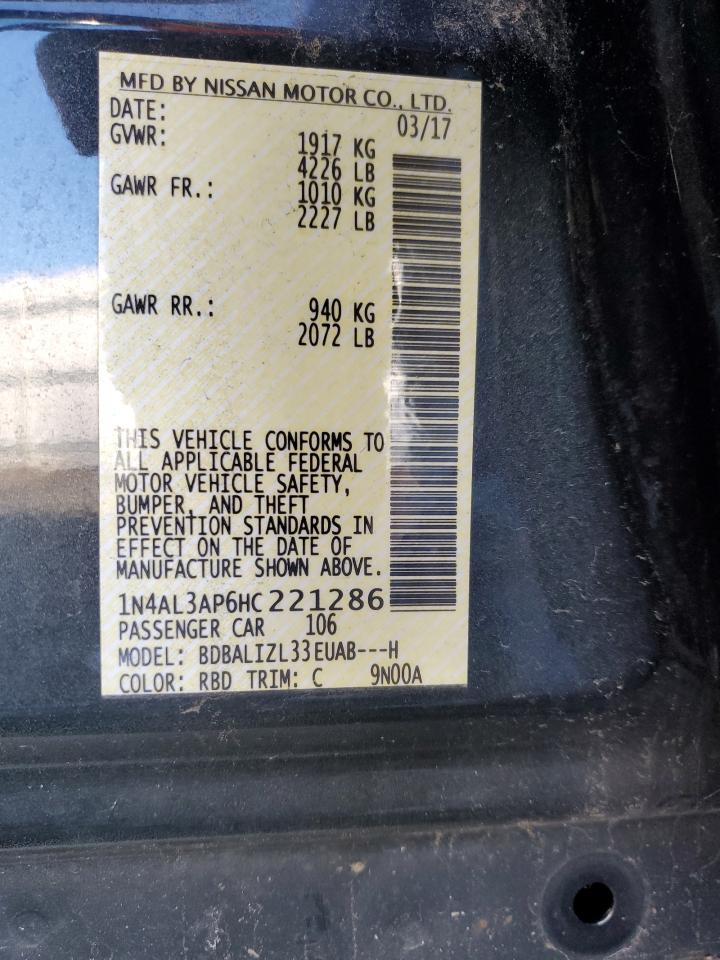 MFD BY NISSAN MOTOR CO., LTD.
DATE: 03/17
GVWR: 1917 KG
4226 LB
GAWR FR.: 1010 KG
2227 LB
GAWR RR.: 940 KG
2072 LB
THIS VEHICLE CONFORMS TO
ALL APPLICABLE FEDERAL
MOTOR VEHICLE SAFETY,
BUMPER, AND THEFT
PREVENTION STANDARDS IN
EFFECT ON THE DATE OF
MANUFACTURE SHOWN ABOVE.
1N4AL3AP6HC221286
PASSENGER CAR 106
MODEL: BDBALIZL33EUAB---H
COLOR: RBD TRIM: C 9N00A